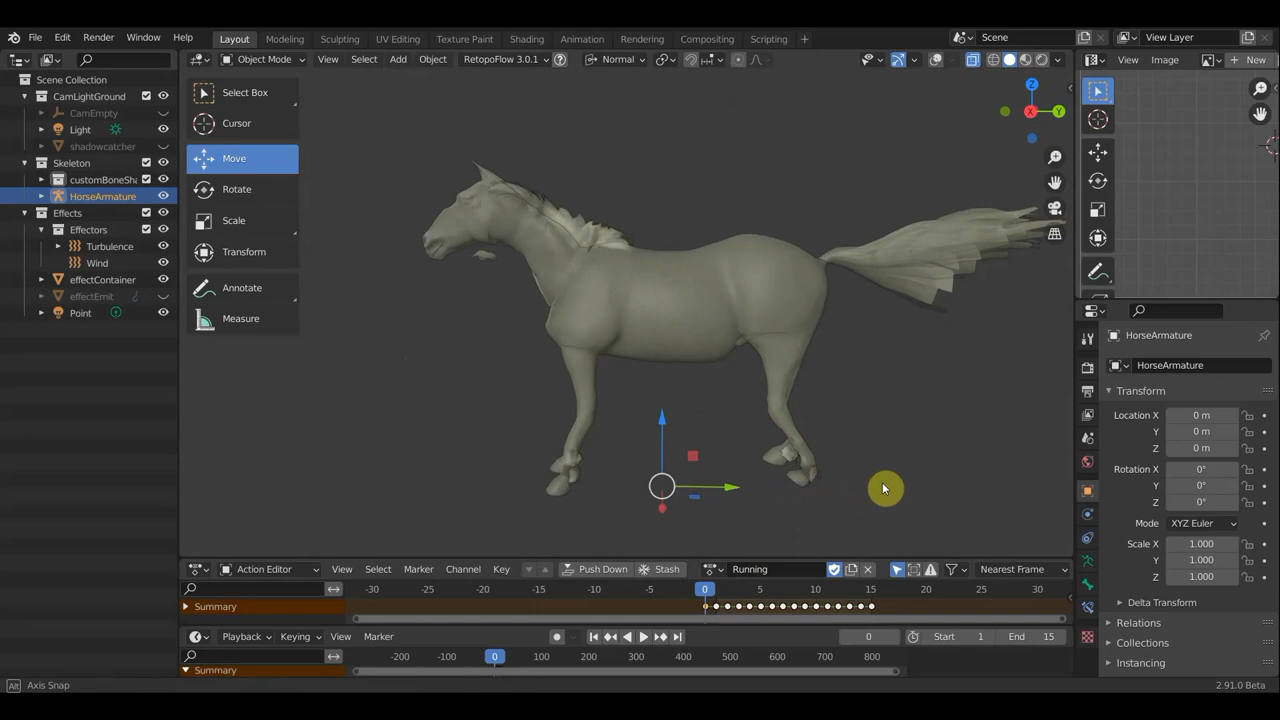 File Edit Render Window Help
Layout Modeling Sculpting UV Editing Texture Paint Shading Animation Rendering Compositing Scripting +
Scene
View Layer
Object Mode View Select Add Object RetopoFlow 3.0.1 Normal
View Image New
Scene Collection
CamLightGround
CamEmpty
Light
shadowcatcher
Skeleton
customBoneSha
HorseArmature
Effects
Effectors
Turbulence
Wind
effectContainer
effectEmit
Point
Select Box
Cursor
Move
Rotate
Scale
Transform
Annotate
Measure
Z
X
Y
HorseArmature
HorseArmature
Transform
Location X 0 m
Y 0 m
Z 0 m
Rotation X 0°
Y 0°
Z 0°
Mode XYZ Euler
Scale X 1.000
Y 1.000
Z 1.000
Delta Transform
Relations
Collections
Instancing
Action Editor View Select Marker Channel Key Push Down Stash Running Nearest Frame
-30 -25 -20 -15 -10 -5 0 5 10 15 20 25 30
Summary
Playback Keying View Marker 0 Start 1 End 15
-200 -100 0 100 200 300 400 500 600 700 800
Summary
Alt Axis Snap
2.91.0 Beta